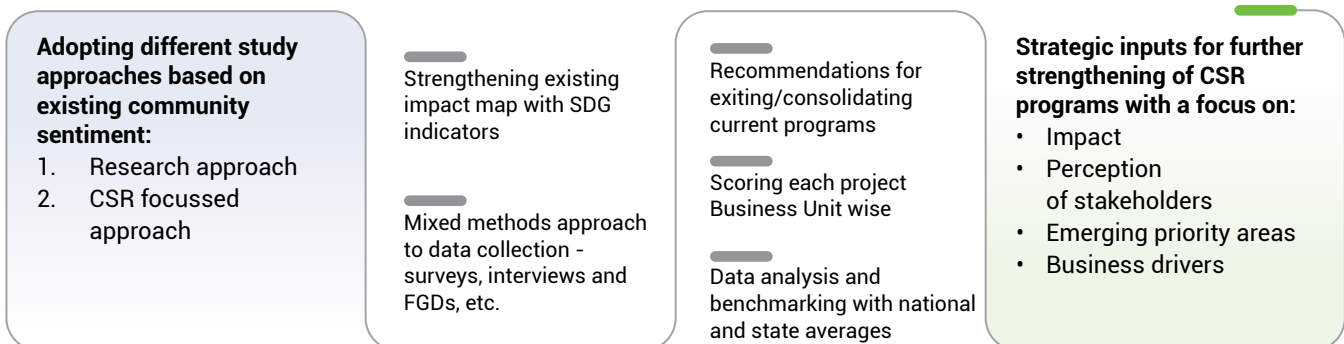 Adopting different study
approaches based on
existing community
sentiment:
1. Research approach
2. CSR focussed
approach
Strengthening existing
impact map with SDG
indicators
Mixed methods approach
to data collection -
surveys, interviews and
FGDs, etc.
Recommendations for
exiting/consolidating
current programs
Scoring each project
Business Unit wise
Data analysis and
benchmarking with national
and state averages
Strategic inputs for further
strengthening of CSR
programs with a focus on:
• Impact
• Perception
of stakeholders
• Emerging priority areas
• Business drivers